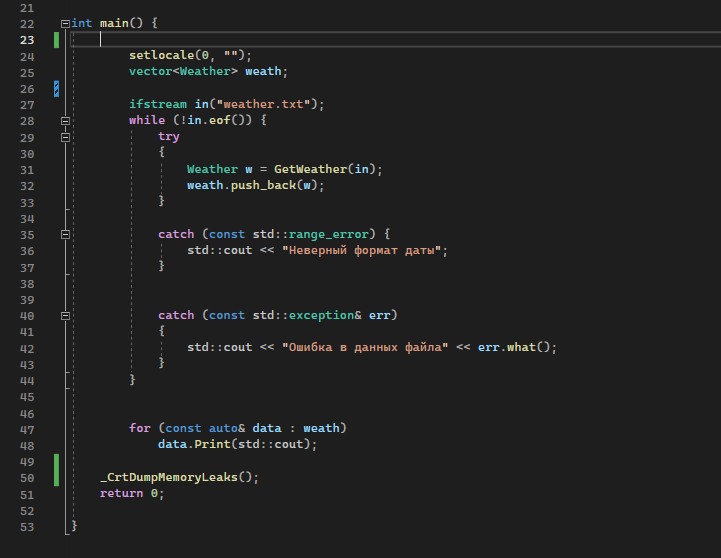 21
22 int main() {
23
24 setlocale(0, "");
25 vector<Weather> weath;
26
27 ifstream in("weather.txt");
28 while (!in.eof()) {
29 try
30 {
31 Weather w = GetWeather(in);
32 weath.push_back(w);
33 }
34
35 catch (const std::range_error) {
36 std::cout << "Неверный формат даты";
37 }
38
39
40 catch (const std::exception& err)
41 {
42 std::cout << "Ошибка в данных файла" << err.what();
43 }
44 }
45
46
47 for (const auto& data : weath)
48 data.Print(std::cout);
49
50 _CrtDumpMemoryLeaks();
51 return 0;
52
53 }